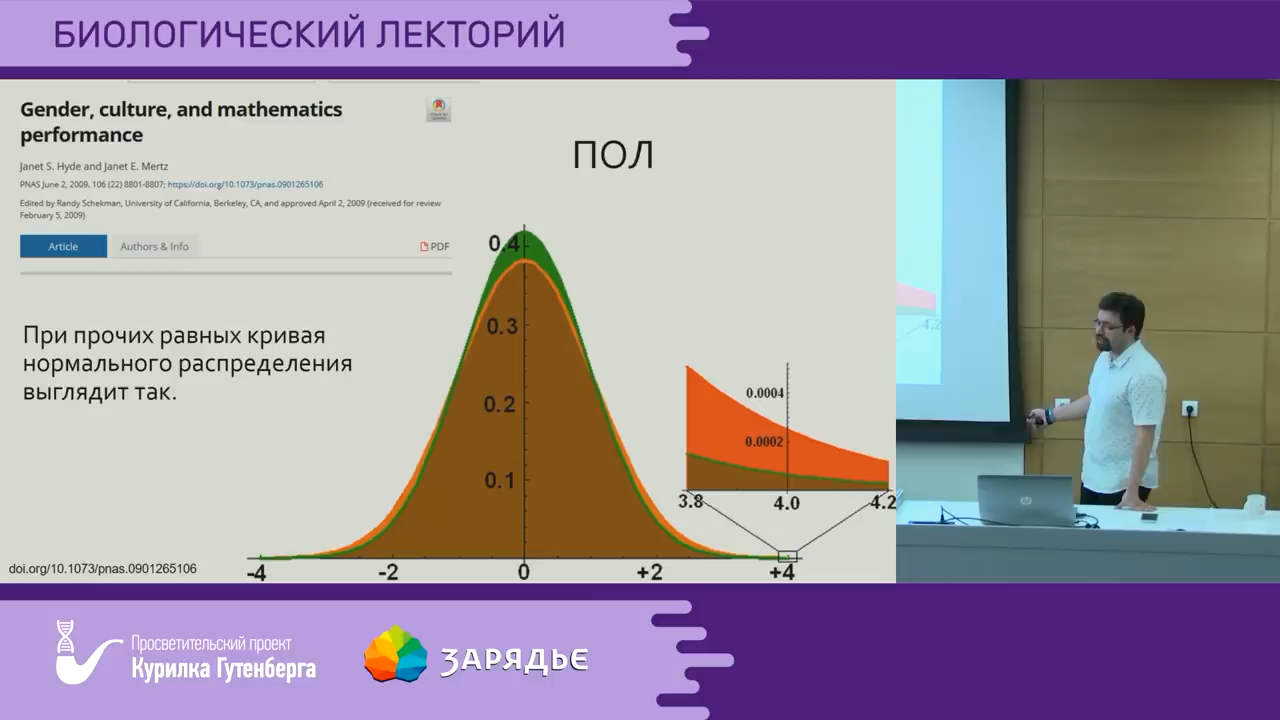 БИОЛОГИЧЕСКИЙ ЛЕКТОРИЙ
Gender, culture, and mathematics
performance
Janet S. Hyde and Janet E. Mertz
PNAS June 2, 2009. 106 (22) 8801-8807; https://doi.org/10.1073/pnas.0901265106
Edited by Randy Schekman, University of California, Berkeley, CA, and approved April 2, 2009 (received for review
February 5, 2009)
Article
Authors & Info
PDF
ПОЛ
При прочих равных кривая
нормального распределения
выглядит так.
0.4
0.3
0.2
0.1
-4
-2
0
+2
+4
0.0004
0.0002
3.8
4.0
4.2
doi.org/10.1073/pnas.0901265106
hp
Просветительский проект
Курилка Гутенберга
ЗАРЯДЬЕ